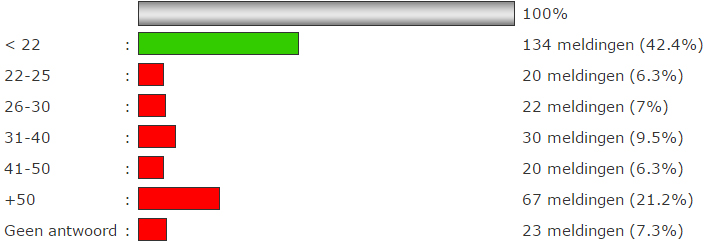 100%
< 22 : 134 meldingen (42.4%)
22-25 : 20 meldingen (6.3%)
26-30 : 22 meldingen (7%)
31-40 : 30 meldingen (9.5%)
41-50 : 20 meldingen (6.3%)
+50 : 67 meldingen (21.2%)
Geen antwoord : 23 meldingen (7.3%)